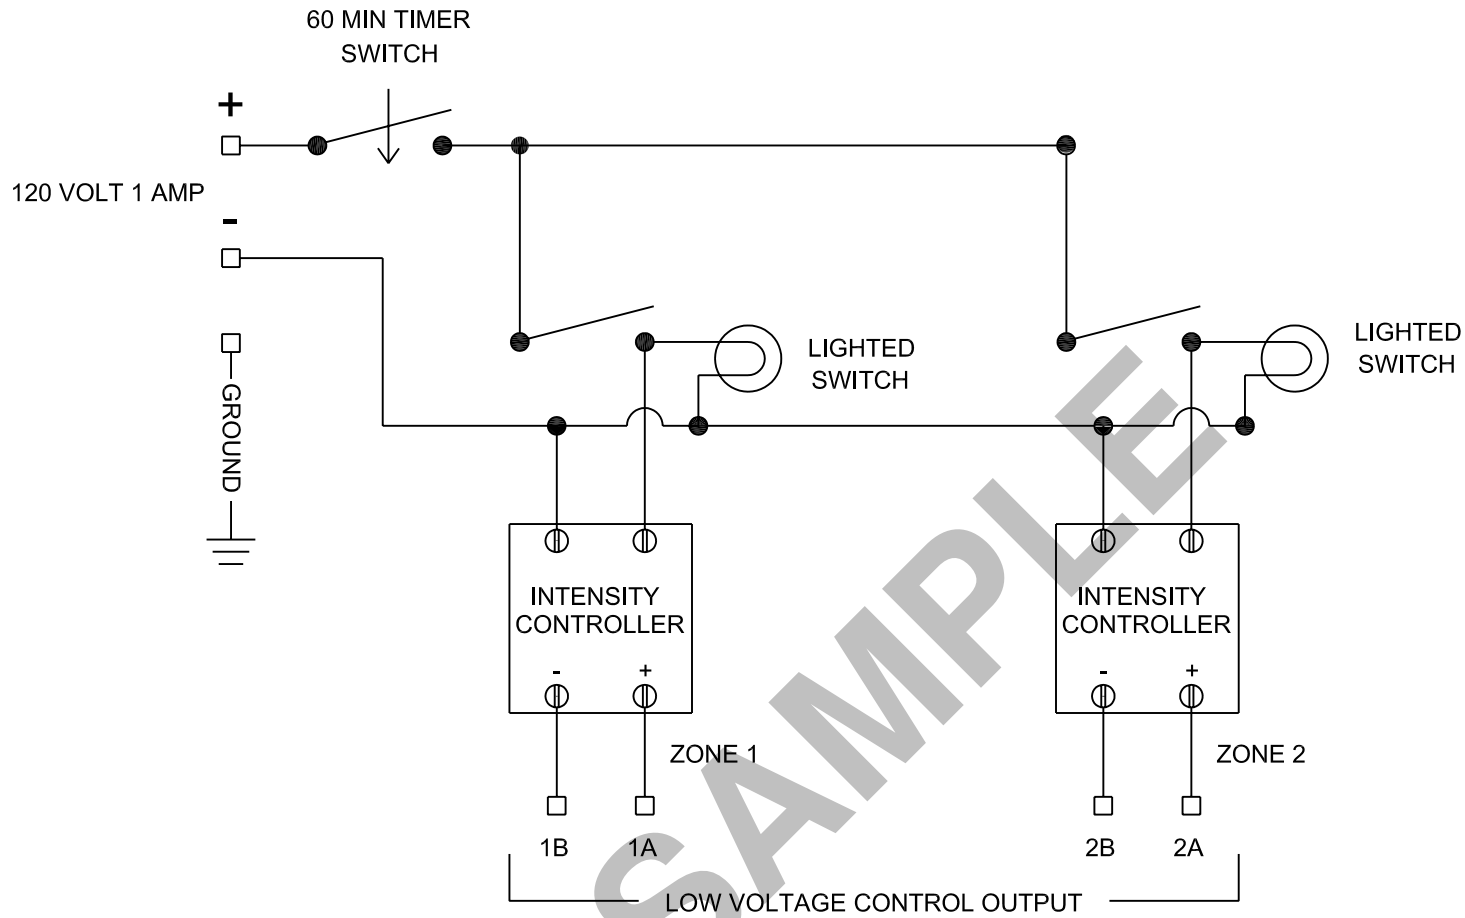 60 MIN TIMER
SWITCH
+
120 VOLT 1 AMP
-
GROUND
LIGHTED
SWITCH
LIGHTED
SWITCH
INTENSITY
CONTROLLER
- +
INTENSITY
CONTROLLER
- +
ZONE 1
ZONE 2
1B 1A
2B 2A
LOW VOLTAGE CONTROL OUTPUT
SAMPLE